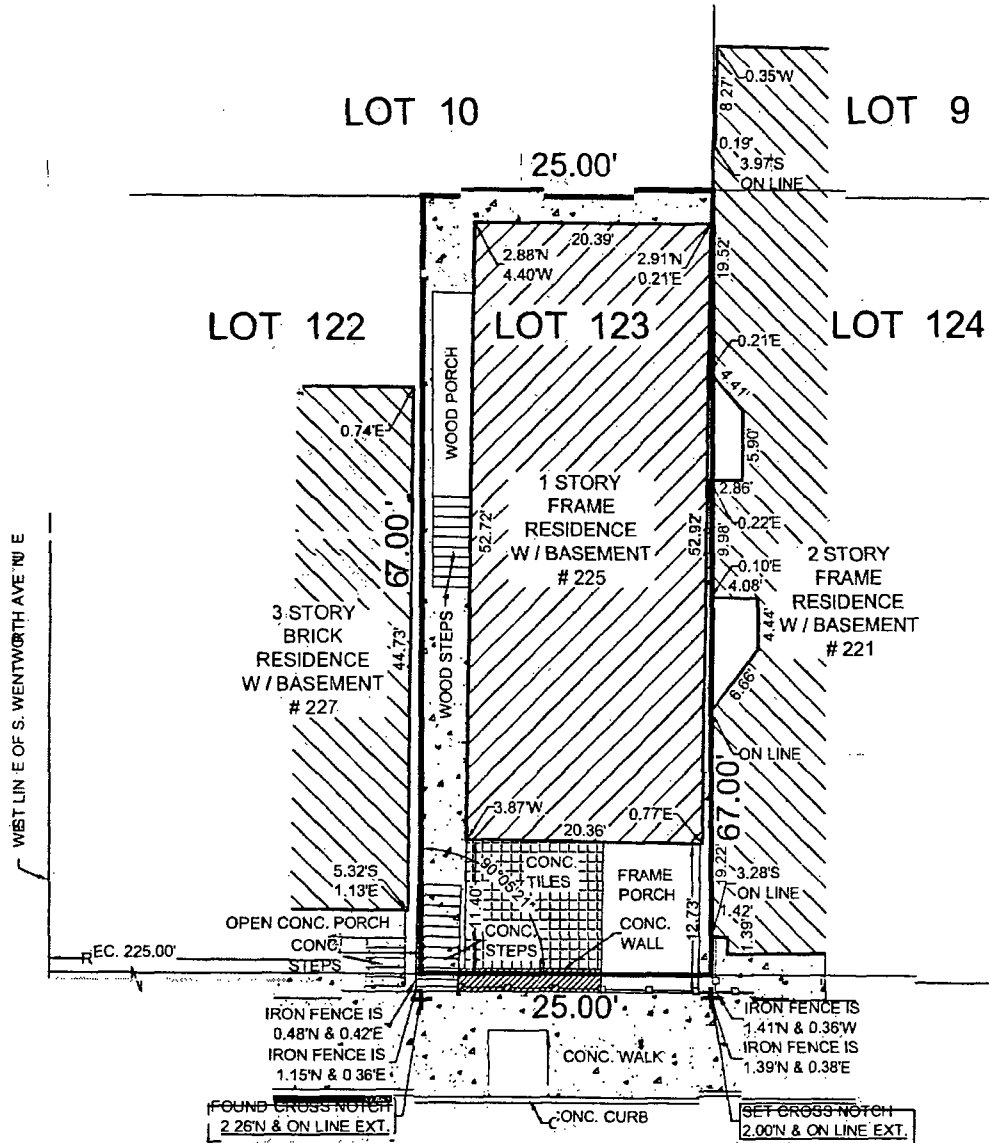 LOT 10
LOT 9
0.35'W
8.27'
0.19'
3.97'S
ON LINE
25.00'
20.39'
2.88'N
4.40'W
2.91'N
0.21'E
19.52'
LOT 122
LOT 123
LOT 124
0.21'E
4.41'
0.74'E
WOOD PORCH
5.90'
67.00'
52.72'
1 STORY
FRAME
RESIDENCE
W / BASEMENT
# 225
52.92'
2.86'
0.22'E
9.98'
0.10'E
4.08'
2 STORY
FRAME
RESIDENCE
W / BASEMENT
# 221
4.44'
6.66'
3 STORY
BRICK
RESIDENCE
W / BASEMENT
# 227
44.73'
WOOD STEPS
WEST LINE OF S. WENTWORTH AVENUE
ON LINE
67.00'
3.87'W
0.77'E
20.36'
19.22'
5.32'S
1.13'E
90°05'21"
CONC.
TILES
FRAME
PORCH
3.28'S
ON LINE
1.42'
1.39'
11.40'
12.73'
OPEN CONC. PORCH
CONC.
STEPS
CONC.
STEPS
CONC.
WALL
REC. 225.00'
25.00'
IRON FENCE IS
0.48'N & 0.42'E
IRON FENCE IS
1.15'N & 0.36'E
IRON FENCE IS
1.41'N & 0.36'W
IRON FENCE IS
1.39'N & 0.38'E
CONC. WALK
FOUND CROSS NOTCH
2.26'N & ON LINE EXT.
CONC. CURB
SET CROSS NOTCH
2.00'N & ON LINE EXT.